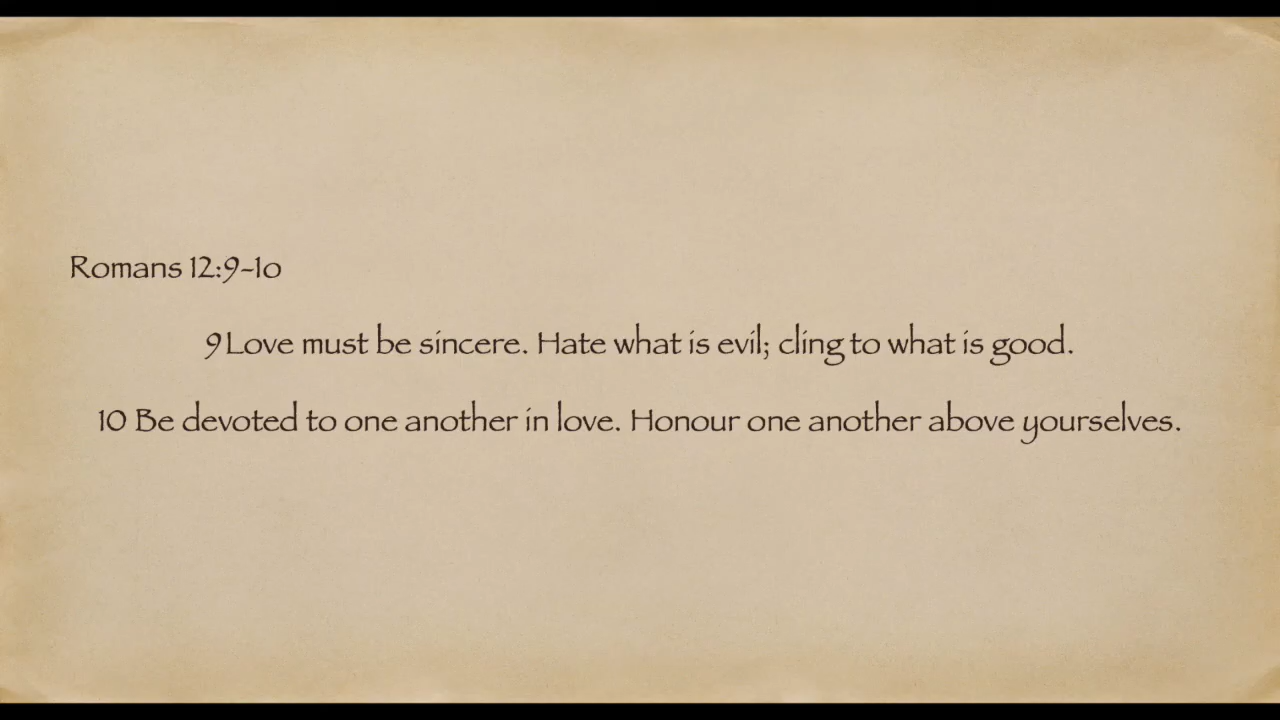 Romans 12:9-10
9 Love must be sincere. Hate what is evil; cling to what is good.
10 Be devoted to one another in love. Honour one another above yourselves.